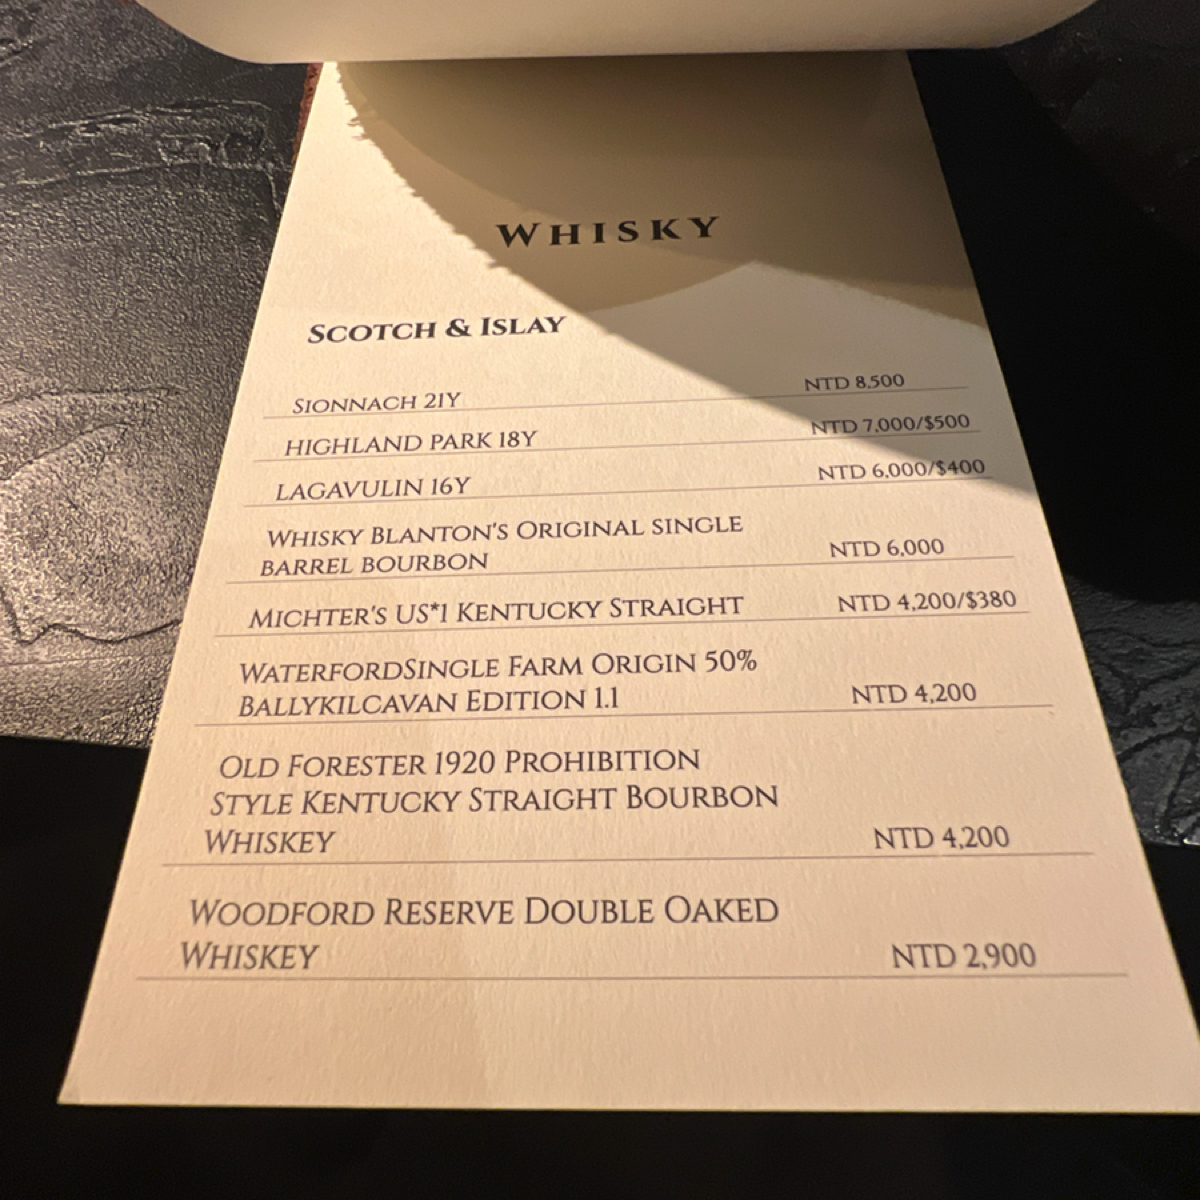 WHISKY
SCOTCH & ISLAY
SIONNACH 21Y NTD 8,500
HIGHLAND PARK 18Y NTD 7,000/$500
LAGAVULIN 16Y NTD 6,000/$400
WHISKY BLANTON'S ORIGINAL SINGLE
BARREL BOURBON NTD 6,000
MICHTER'S US*1 KENTUCKY STRAIGHT NTD 4,200/$380
WATERFORDSINGLE FARM ORIGIN 50%
BALLYKILCAVAN EDITION 1.1 NTD 4,200
OLD FORESTER 1920 PROHIBITION
STYLE KENTUCKY STRAIGHT BOURBON
WHISKEY NTD 4,200
WOODFORD RESERVE DOUBLE OAKED
WHISKEY NTD 2,900